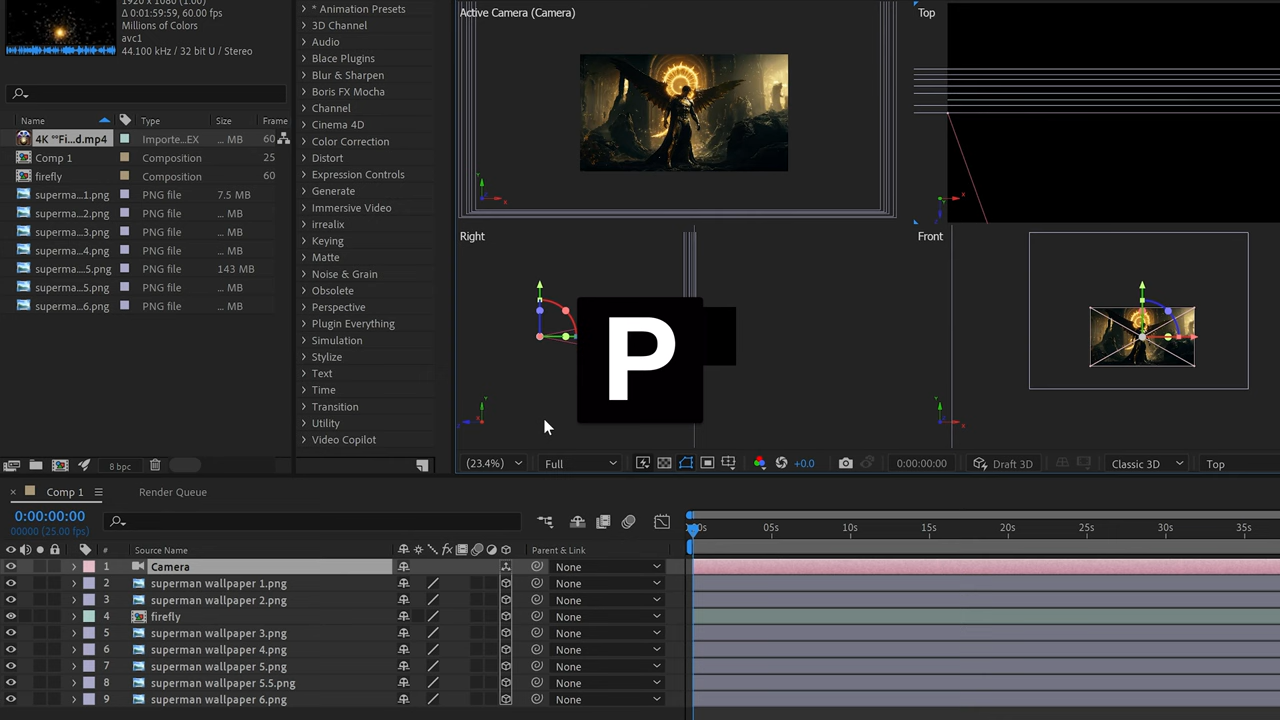 1920 x 1080 (1.00)
Δ 0:01:59:59, 60.00 fps
Millions of Colors
avc1
44.100 kHz / 32 bit U / Stereo
Name Type Size Frame
4K °°Fi...d.mp4 Importe...EX ... MB 60
Comp 1 Composition 25
firefly Composition 60
superma...1.png PNG file 7.5 MB
superma...2.png PNG file ... MB
superma...3.png PNG file ... MB
superma...4.png PNG file ... MB
superma...5.png PNG file 143 MB
superma...5.png PNG file ... MB
superma...6.png PNG file ... MB
8 bpc
* Animation Presets
3D Channel
Audio
Blace Plugins
Blur & Sharpen
Boris FX Mocha
Channel
Cinema 4D
Color Correction
Distort
Expression Controls
Generate
Immersive Video
irrealix
Keying
Matte
Noise & Grain
Obsolete
Perspective
Plugin Everything
Simulation
Stylize
Text
Time
Transition
Utility
Video Copilot
Active Camera (Camera)
Top
Right
Front
P
(23.4%) Full +0.0 0:00:00:00 Draft 3D Classic 3D Top
Comp 1 Render Queue
0:00:00:00
00000 (25.00 fps)
00s 05s 10s 15s 20s 25s 30s 35s
# Source Name fx Parent & Link
1 Camera None
2 superman wallpaper 1.png None
3 superman wallpaper 2.png None
4 firefly None
5 superman wallpaper 3.png None
6 superman wallpaper 4.png None
7 superman wallpaper 5.png None
8 superman wallpaper 5.5.png None
9 superman wallpaper 6.png None